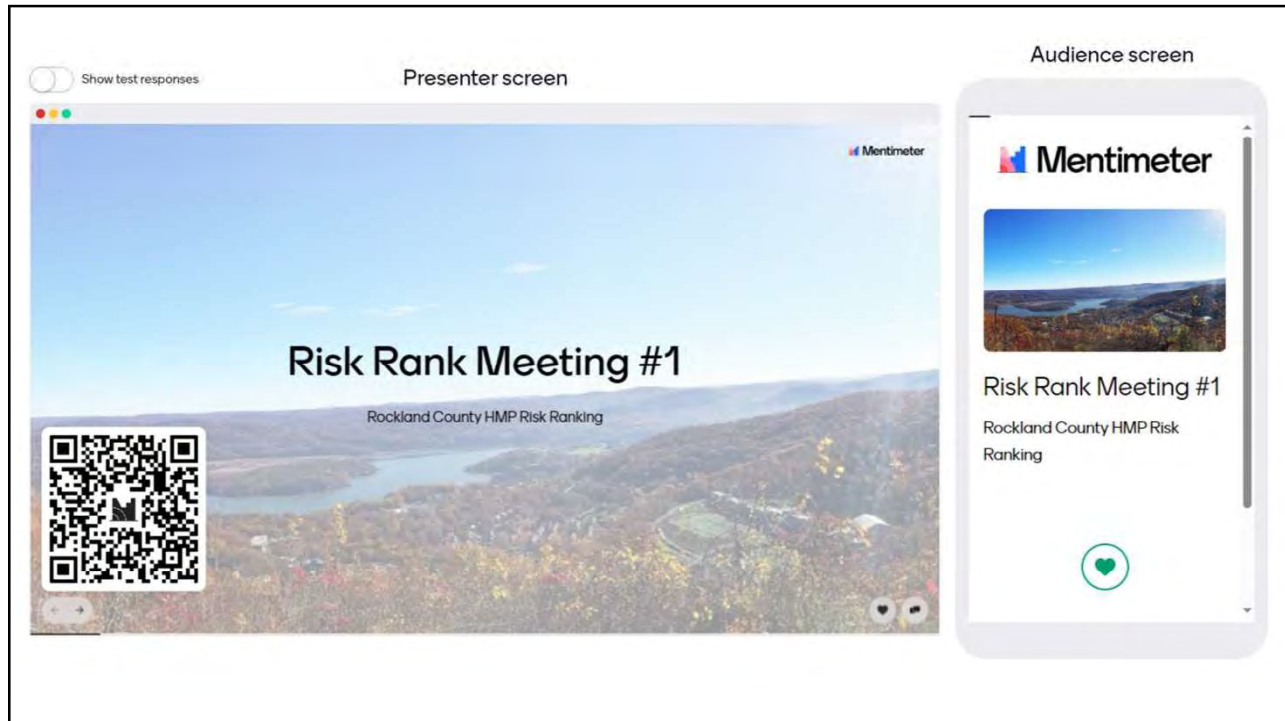 Show test responses
Presenter screen
Audience screen
Mentimeter
Risk Rank Meeting #1
Rockland County HMP Risk Ranking
Mentimeter
Risk Rank Meeting #1
Rockland County HMP Risk
Ranking